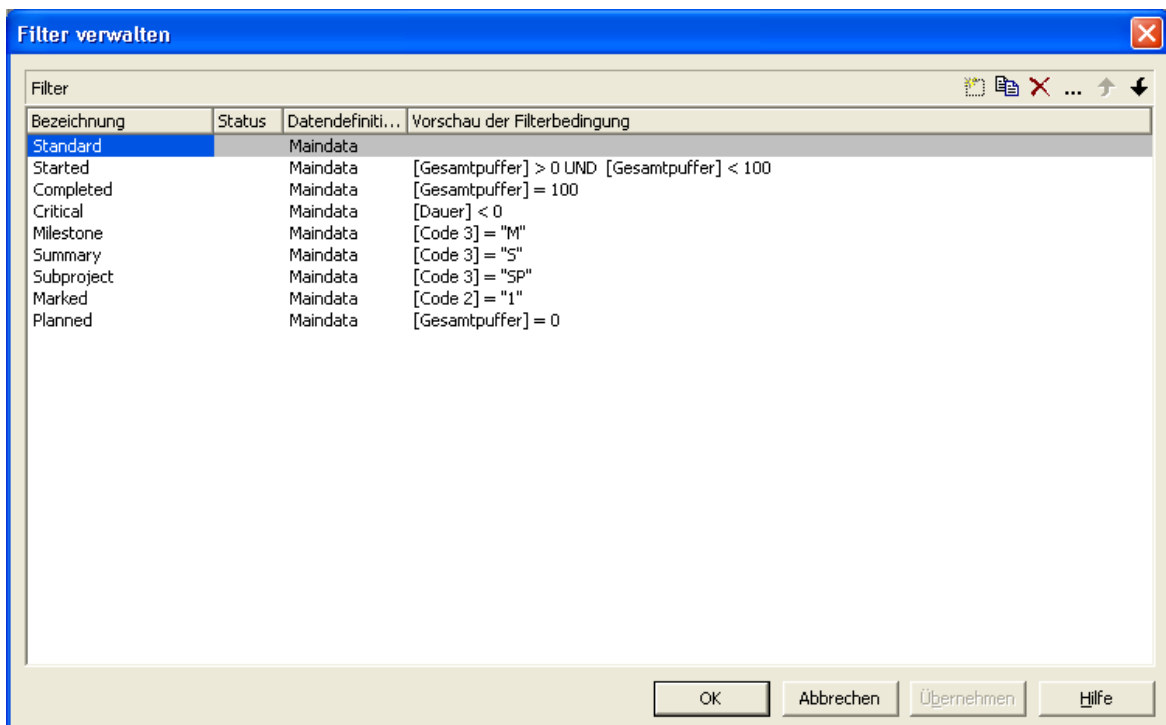 Filter verwalten
Filter ...
Bezeichnung Status Datendefiniti... Vorschau der Filterbedingung
Standard Maindata
Started Maindata [Gesamtpuffer] > 0 UND [Gesamtpuffer] < 100
Completed Maindata [Gesamtpuffer] = 100
Critical Maindata [Dauer] < 0
Milestone Maindata [Code 3] = "M"
Summary Maindata [Code 3] = "S"
Subproject Maindata [Code 3] = "SP"
Marked Maindata [Code 2] = "1"
Planned Maindata [Gesamtpuffer] = 0
OK Abbrechen Übernehmen Hilfe